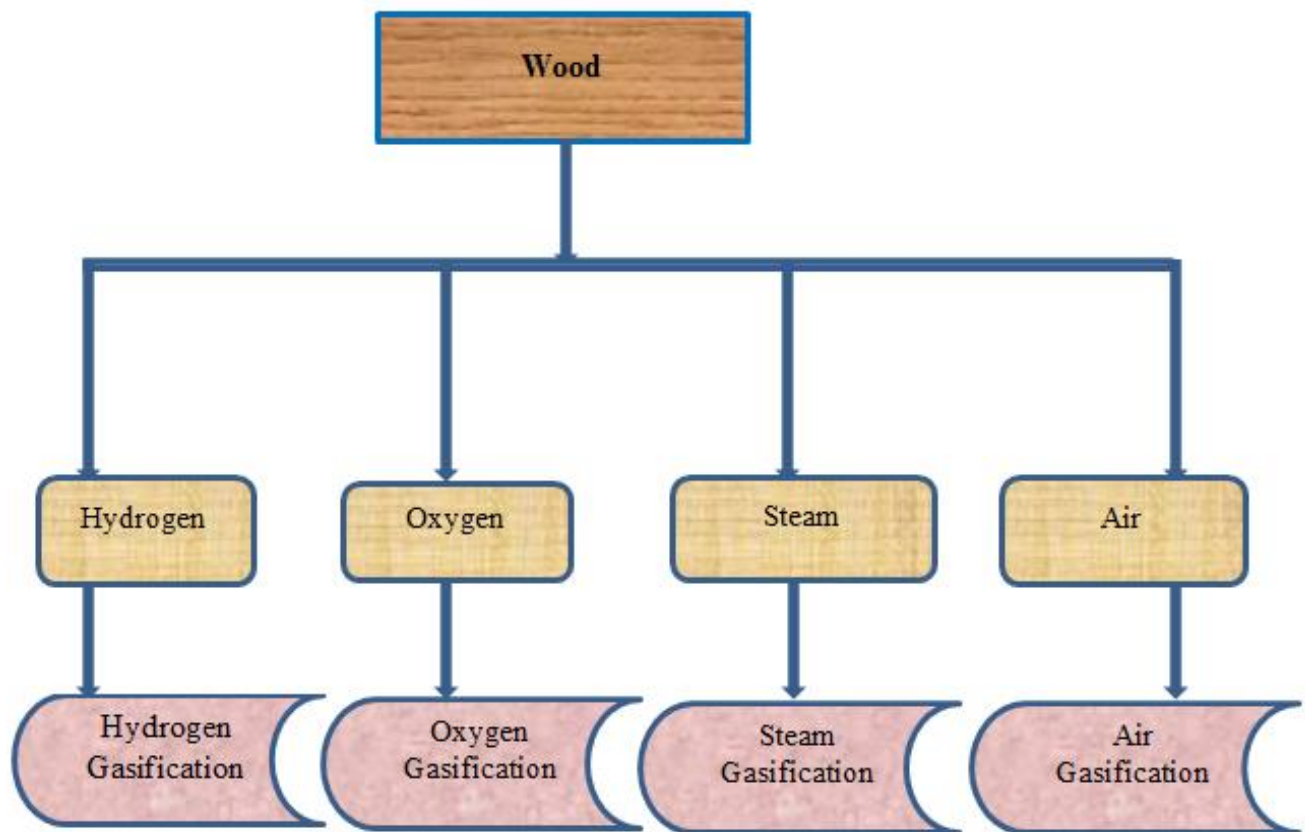 Wood
Hydrogen
Oxygen
Steam
Air
Hydrogen
Gasification
Oxygen
Gasification
Steam
Gasification
Air
Gasification